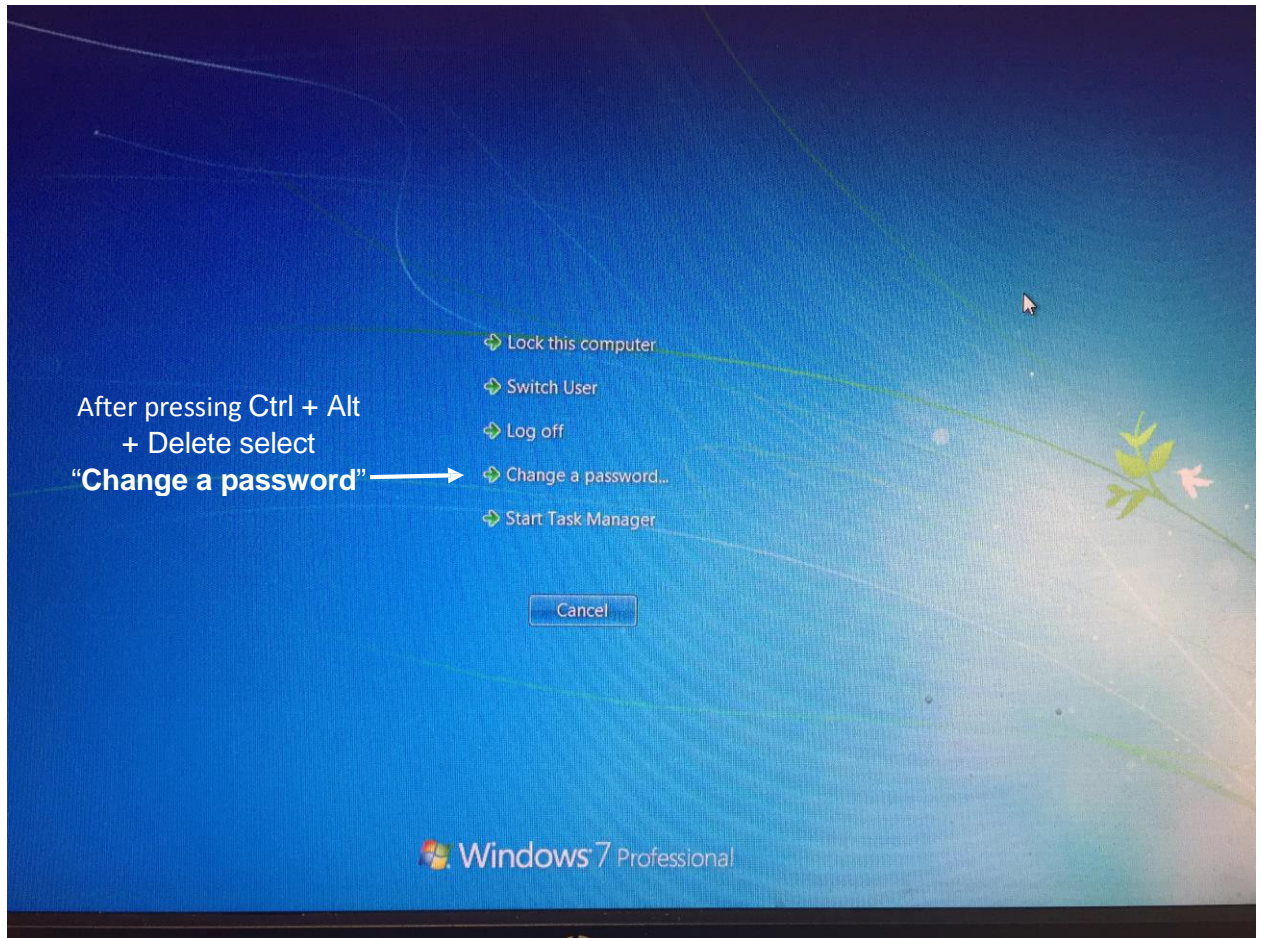 Lock this computer
Switch User
After pressing Ctrl + Alt
+ Delete select
“Change a password”
Log off
Change a password...
Start Task Manager
Cancel
Windows 7 Professional